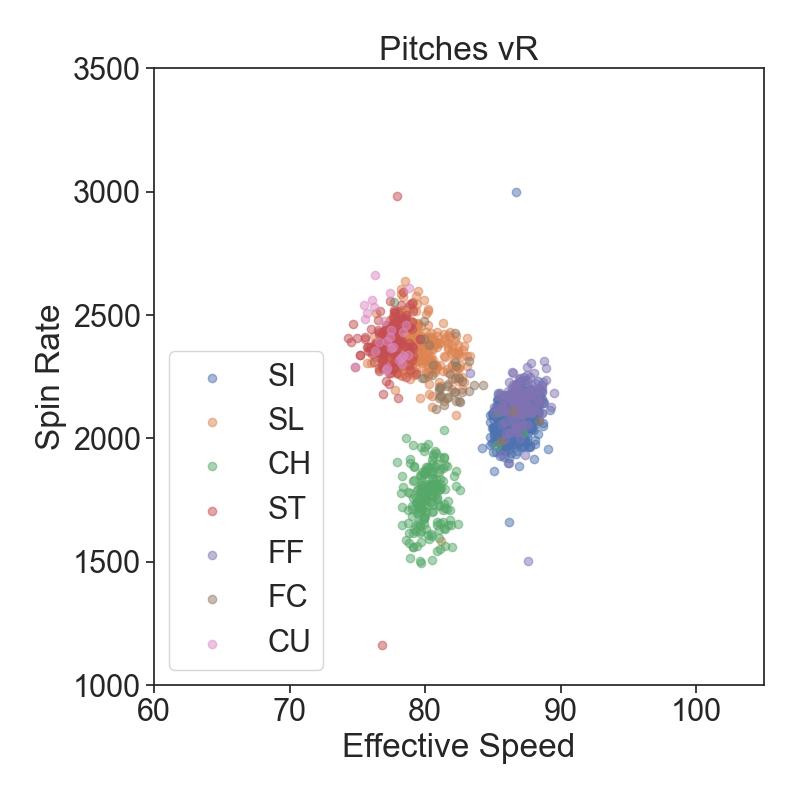 Pitches vR
3500
3000
2500
2000
1500
1000
Spin Rate
SI
SL
CH
ST
FF
FC
CU
60 70 80 90 100
Effective Speed